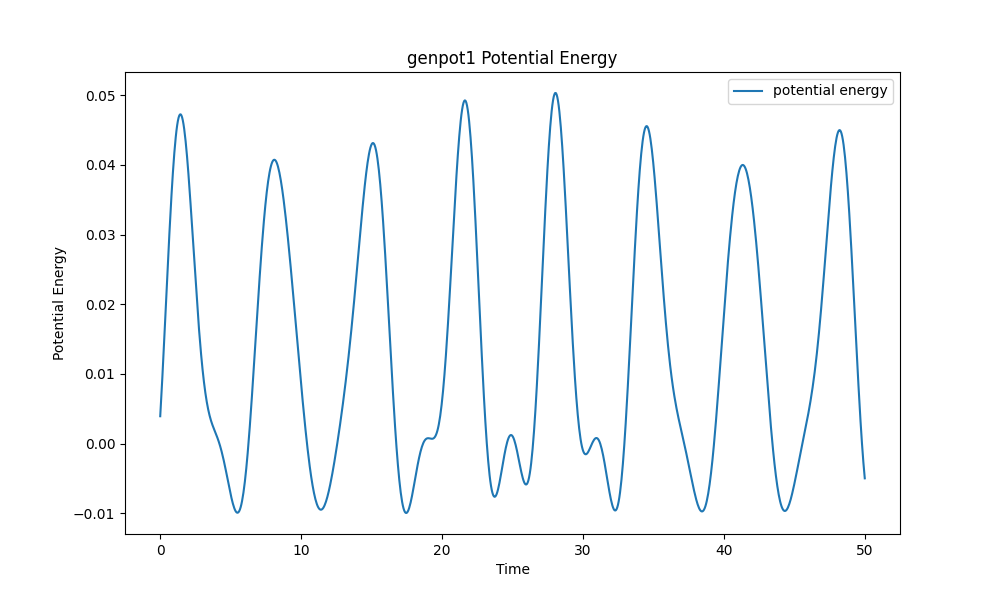 genpot1 Potential Energy
potential energy
0.05
0.04
0.03
0.02
0.01
0.00
−0.01
Potential Energy
0 10 20 30 40 50
Time